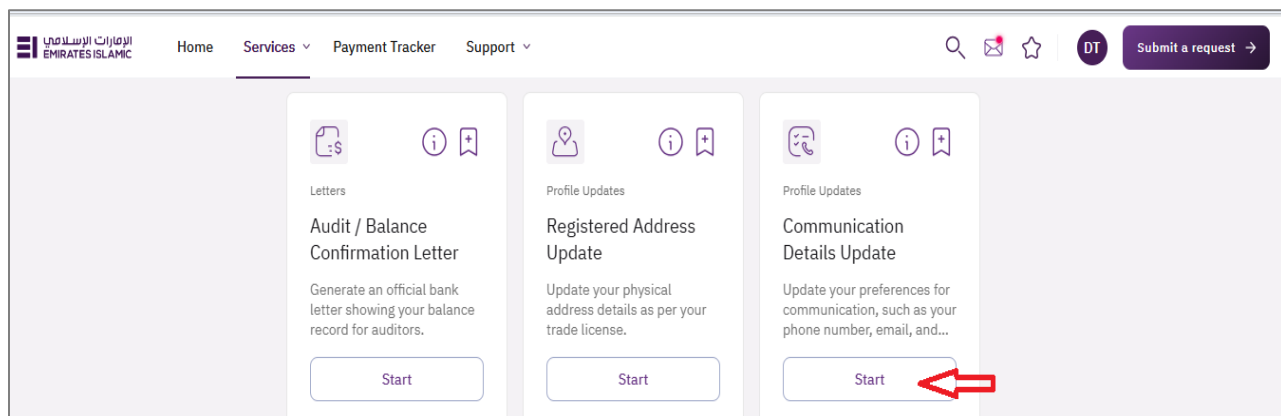 الإمارات الإسلامي
EMIRATES ISLAMIC
Home Services Payment Tracker Support DT Submit a request →
Letters
Audit / Balance
Confirmation Letter
Generate an official bank
letter showing your balance
record for auditors.
Start
Profile Updates
Registered Address
Update
Update your physical
address details as per your
trade license.
Start
Profile Updates
Communication
Details Update
Update your preferences for
communication, such as your
phone number, email, and...
Start